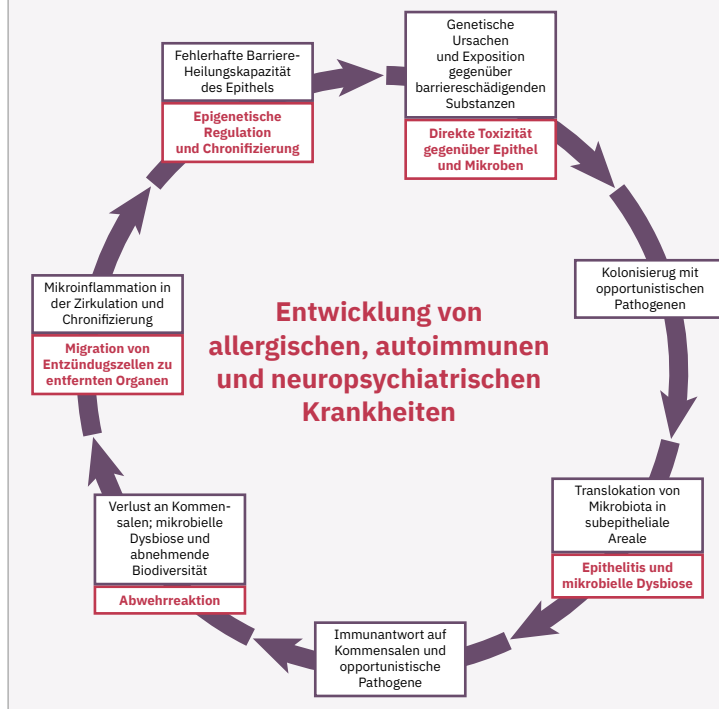 Genetische
Ursachen
und Exposition
gegenüber
barriereschädigenden
Substanzen
Direkte Toxizität
gegenüber Epithel
und Mikroben
Kolonisierug mit
opportunistischen
Pathogenen
Translokation von
Mikrobiota in
subepitheliale
Areale
Epithelitis und
mikrobielle Dysbiose
Immunantwort auf
Kommensalen und
opportunistische
Pathogene
Verlust an Kommen-
salen; mikrobielle
Dysbiose und
abnehmende
Biodiversität
Abwehrreaktion
Mikroinflammation in
der Zirkulation und
Chronifizierung
Migration von
Entzündugszellen zu
entfernten Organen
Fehlerhafte Barriere-
Heilungskapazität
des Epithels
Epigenetische
Regulation
und Chronifizierung
Entwicklung von
allergischen, autoimmunen
und neuropsychiatrischen
Krankheiten